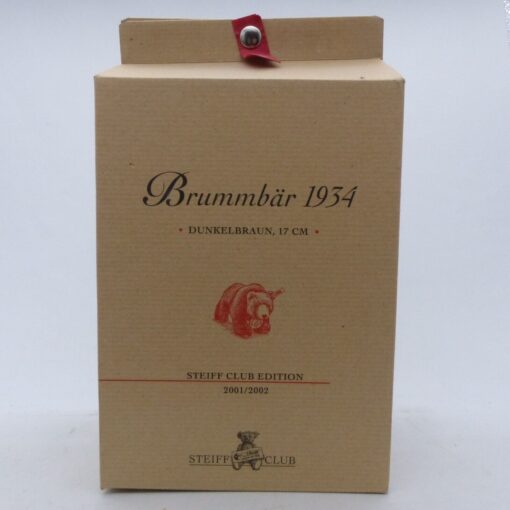 Brummbär 1934
• DUNKELBRAUN, 17 CM •
STEIFF CLUB EDITION
2001/2002
STEIFF CLUB